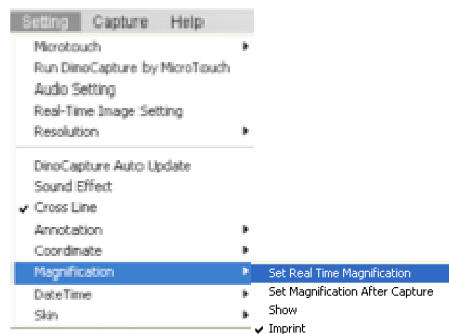 Setting Capture Help
Microtouch
Run DinoCapture by MicroTouch
Audio Setting
Real-Time Image Setting
Resolution
DinoCapture Auto Update
Sound Effect
Cross Line
Annotation
Coordinate
Magnification
Set Real Time Magnification
DateTime
Set Magnification After Capture
Skin
Show
Imprint